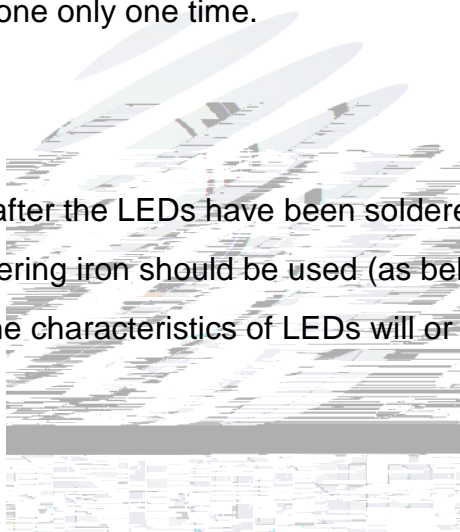 one only one time.
after the LEDs have been soldere
ering iron should be used (as bel
e characteristics of LEDs will or